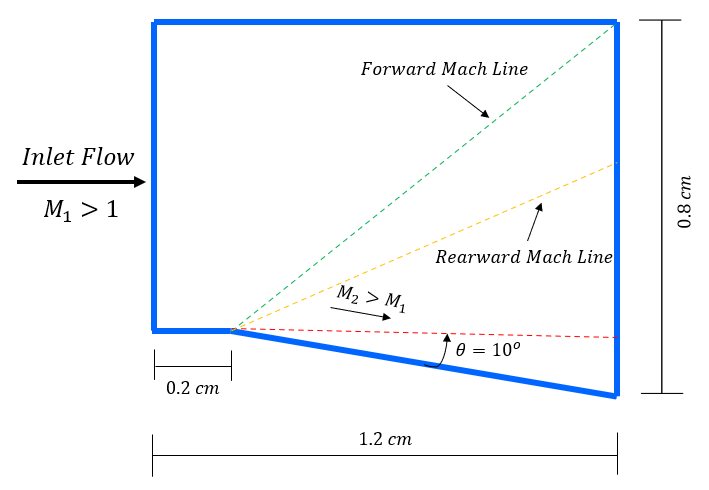 Forward Mach Line
Inlet Flow
M₁ > 1
Rearward Mach Line
M₂ > M₁
θ = 10ᵒ
0.8 cm
0.2 cm
1.2 cm